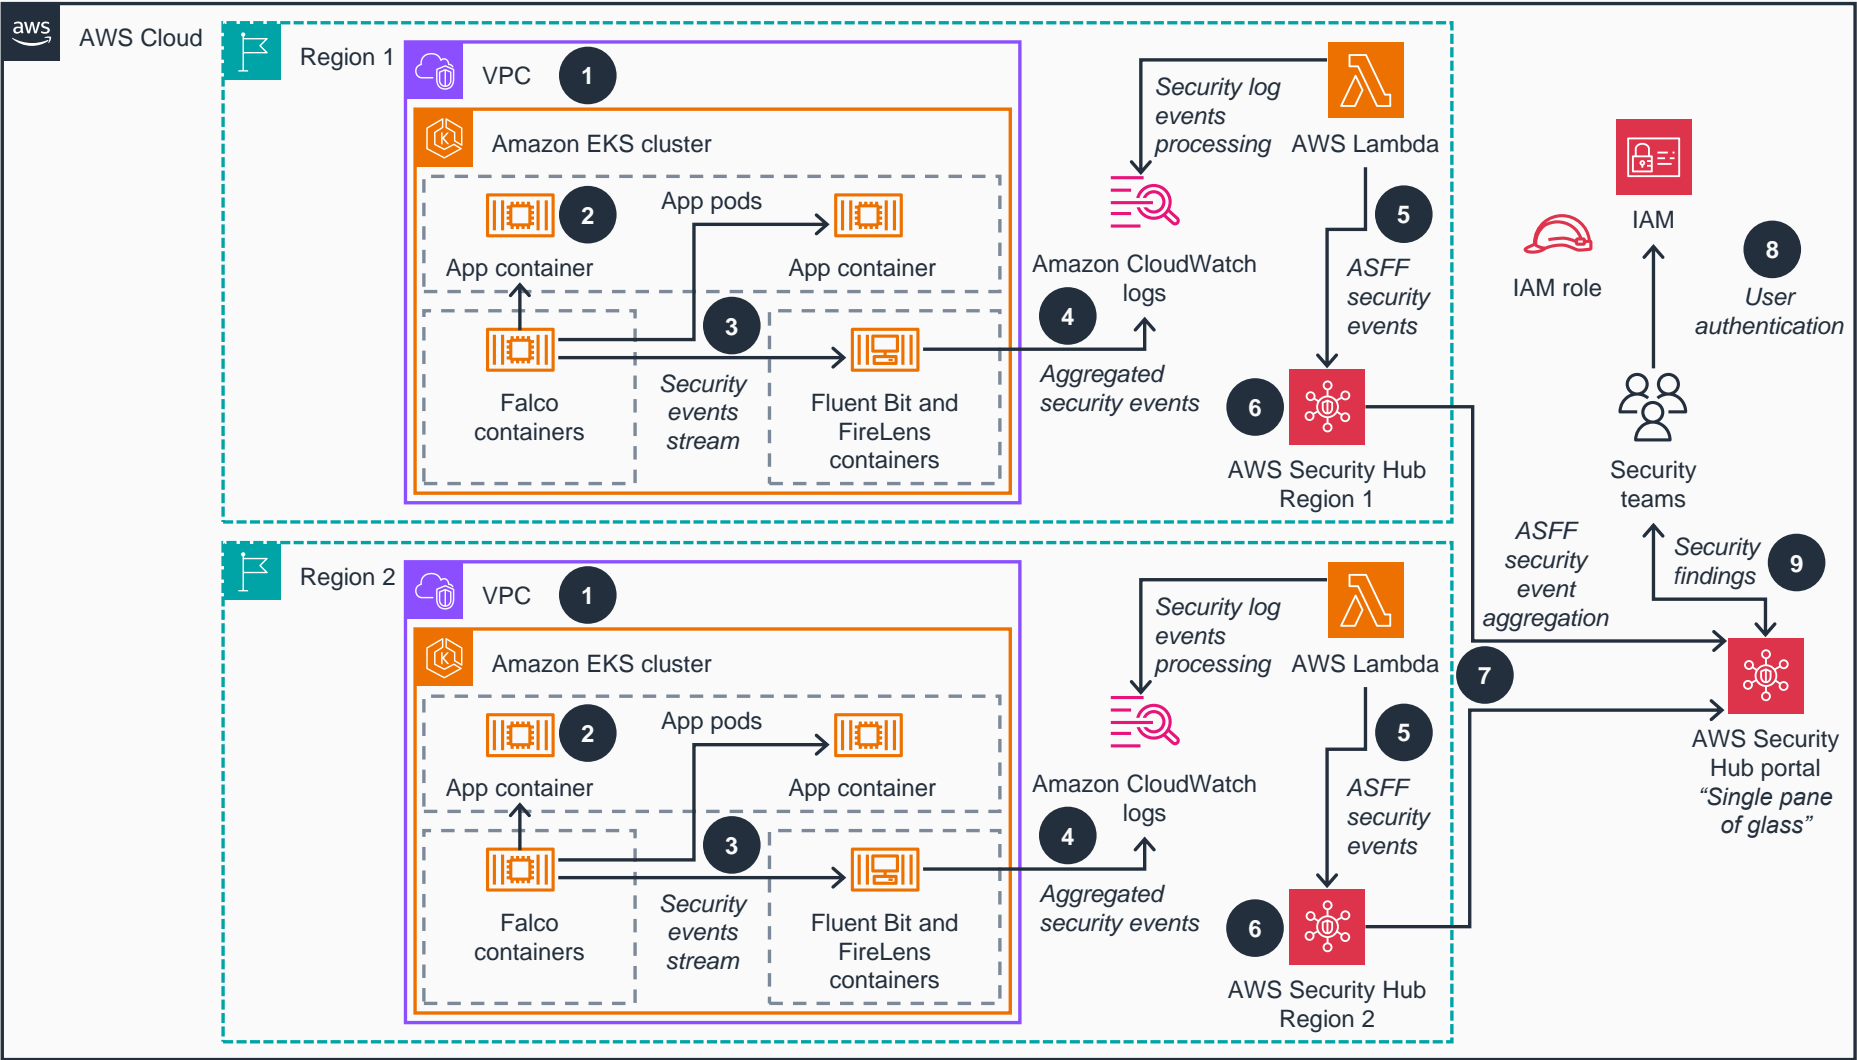 aws
AWS Cloud
Region 1
VPC
1
Amazon EKS cluster
2
App pods
App container
App container
3
Falco
containers
Security
events
stream
Fluent Bit and
FireLens
containers
4
Aggregated
security events
Amazon CloudWatch
logs
Security log
events
processing
AWS Lambda
5
ASFF
security
events
6
AWS Security Hub
Region 1
Region 2
VPC
1
Amazon EKS cluster
2
App pods
App container
App container
3
Falco
containers
Security
events
stream
Fluent Bit and
FireLens
containers
4
Aggregated
security events
Amazon CloudWatch
logs
Security log
events
processing
AWS Lambda
5
ASFF
security
events
6
AWS Security Hub
Region 2
7
ASFF
security
event
aggregation
IAM
IAM role
8
User
authentication
Security
teams
Security
findings
9
AWS Security
Hub portal
“Single pane
of glass”